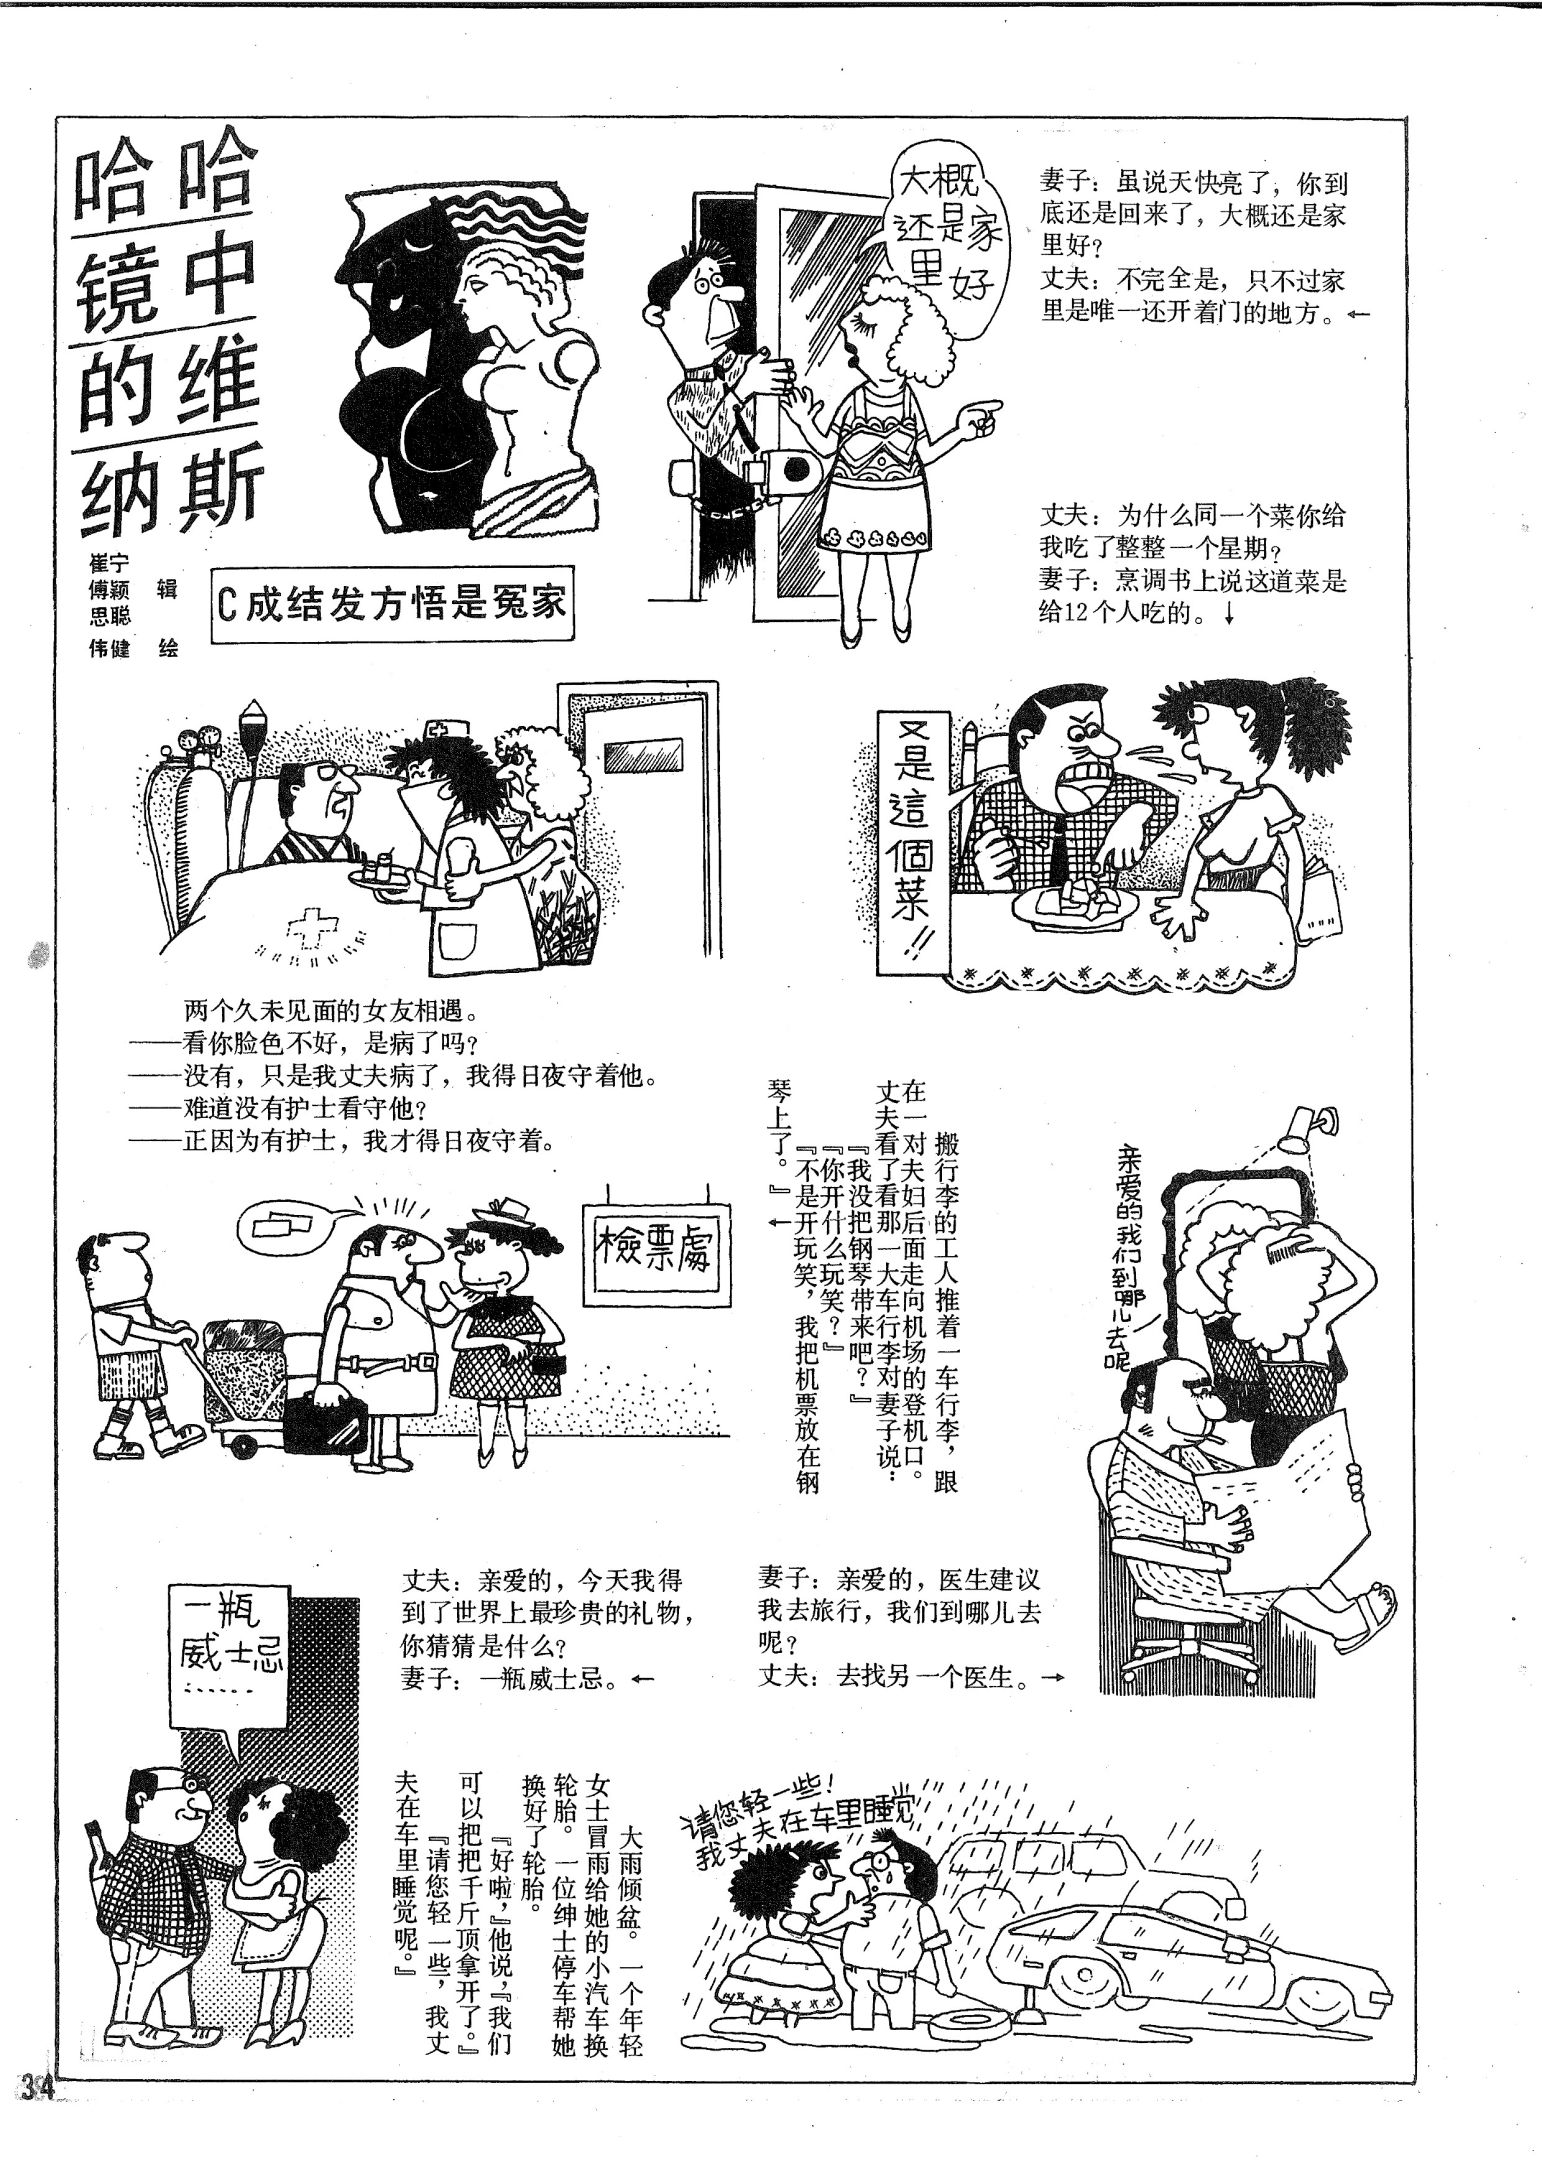 哈哈
镜中
的维
纳斯
崔宁
傅颖 辑
思聪
伟健 绘
C成结发方悟是冤家
大概
还是家
里好
妻子：虽说天快亮了，你到
底还是回来了，大概还是家
里好？
丈夫：不完全是，只不过家
里是唯一还开着门的地方。←
丈夫：为什么同一个菜你给
我吃了整整一个星期？
妻子：烹调书上说这道菜是
给12个人吃的。↓
又是這個菜!!
两个久未见面的女友相遇。
——看你脸色不好，是病了吗？
——没有，只是我丈夫病了，我得日夜守着他。
——难道没有护士看守他？
——正因为有护士，我才得日夜守着。
檢票處
搬行李的工人推着一车行李，跟
在一对夫妇后面走向机场的登机口。
丈夫看了看那一大车行李对妻子说：
『我没把钢琴带来吧？』
『你开什么玩笑？』
『不是开玩笑，我把机票放在钢
琴上了。』←
亲爱的我们到哪儿去呢
一瓶
威士忌
……
丈夫：亲爱的，今天我得
到了世界上最珍贵的礼物，
你猜猜是什么？
妻子：一瓶威士忌。←
妻子：亲爱的，医生建议
我去旅行，我们到哪儿去
呢？
丈夫：去找另一个医生。→
大雨倾盆。一个年轻
女士冒雨给她的小汽车换
轮胎。一位绅士停车帮她
换好了轮胎。
『好啦，』他说，『我们
可以把把千斤顶拿开了。』
『请您轻一些，我丈
夫在车里睡觉呢。』
请您轻一些!
我丈夫在车里睡觉
34